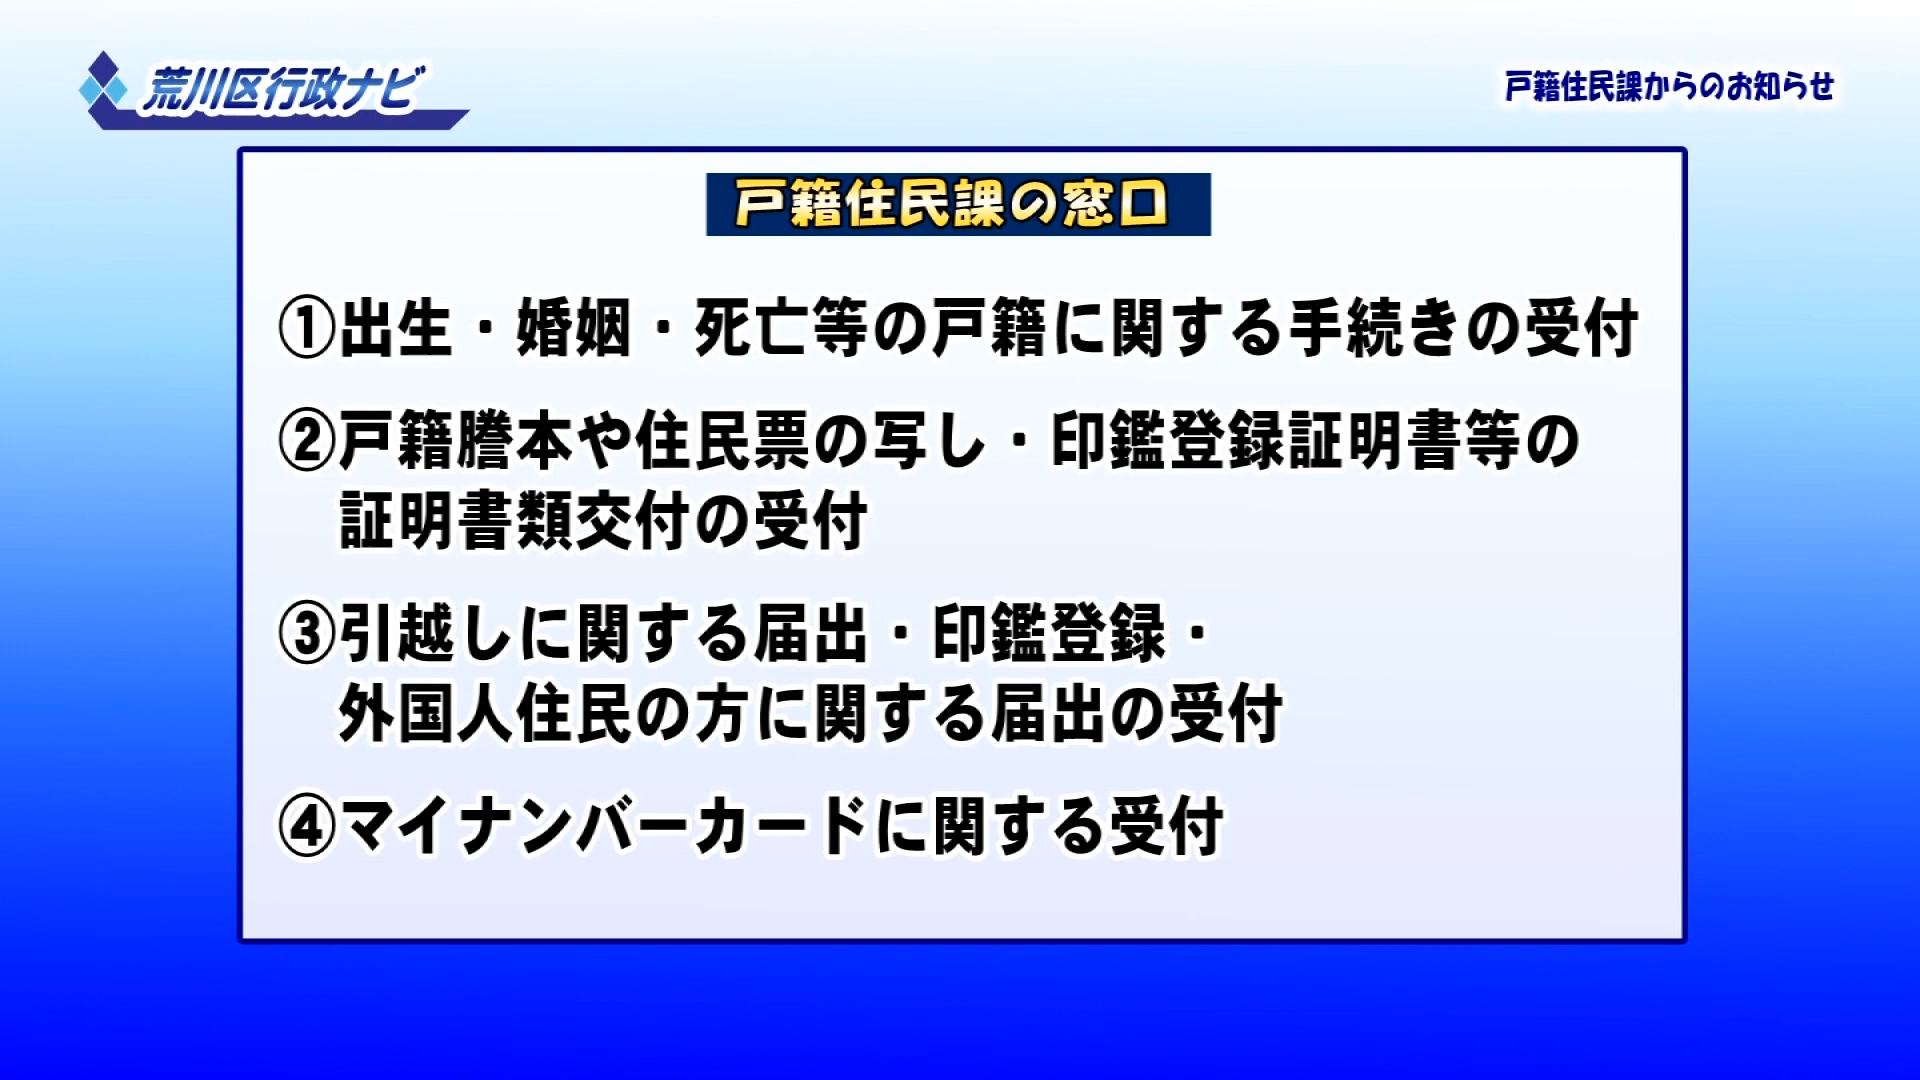 荒川区行政ナビ
戸籍住民課からのお知らせ
戸籍住民課の窓口
①出生・婚姻・死亡等の戸籍に関する手続きの受付
②戸籍謄本や住民票の写し・印鑑登録証明書等の
証明書類交付の受付
③引越しに関する届出・印鑑登録・
外国人住民の方に関する届出の受付
④マイナンバーカードに関する受付